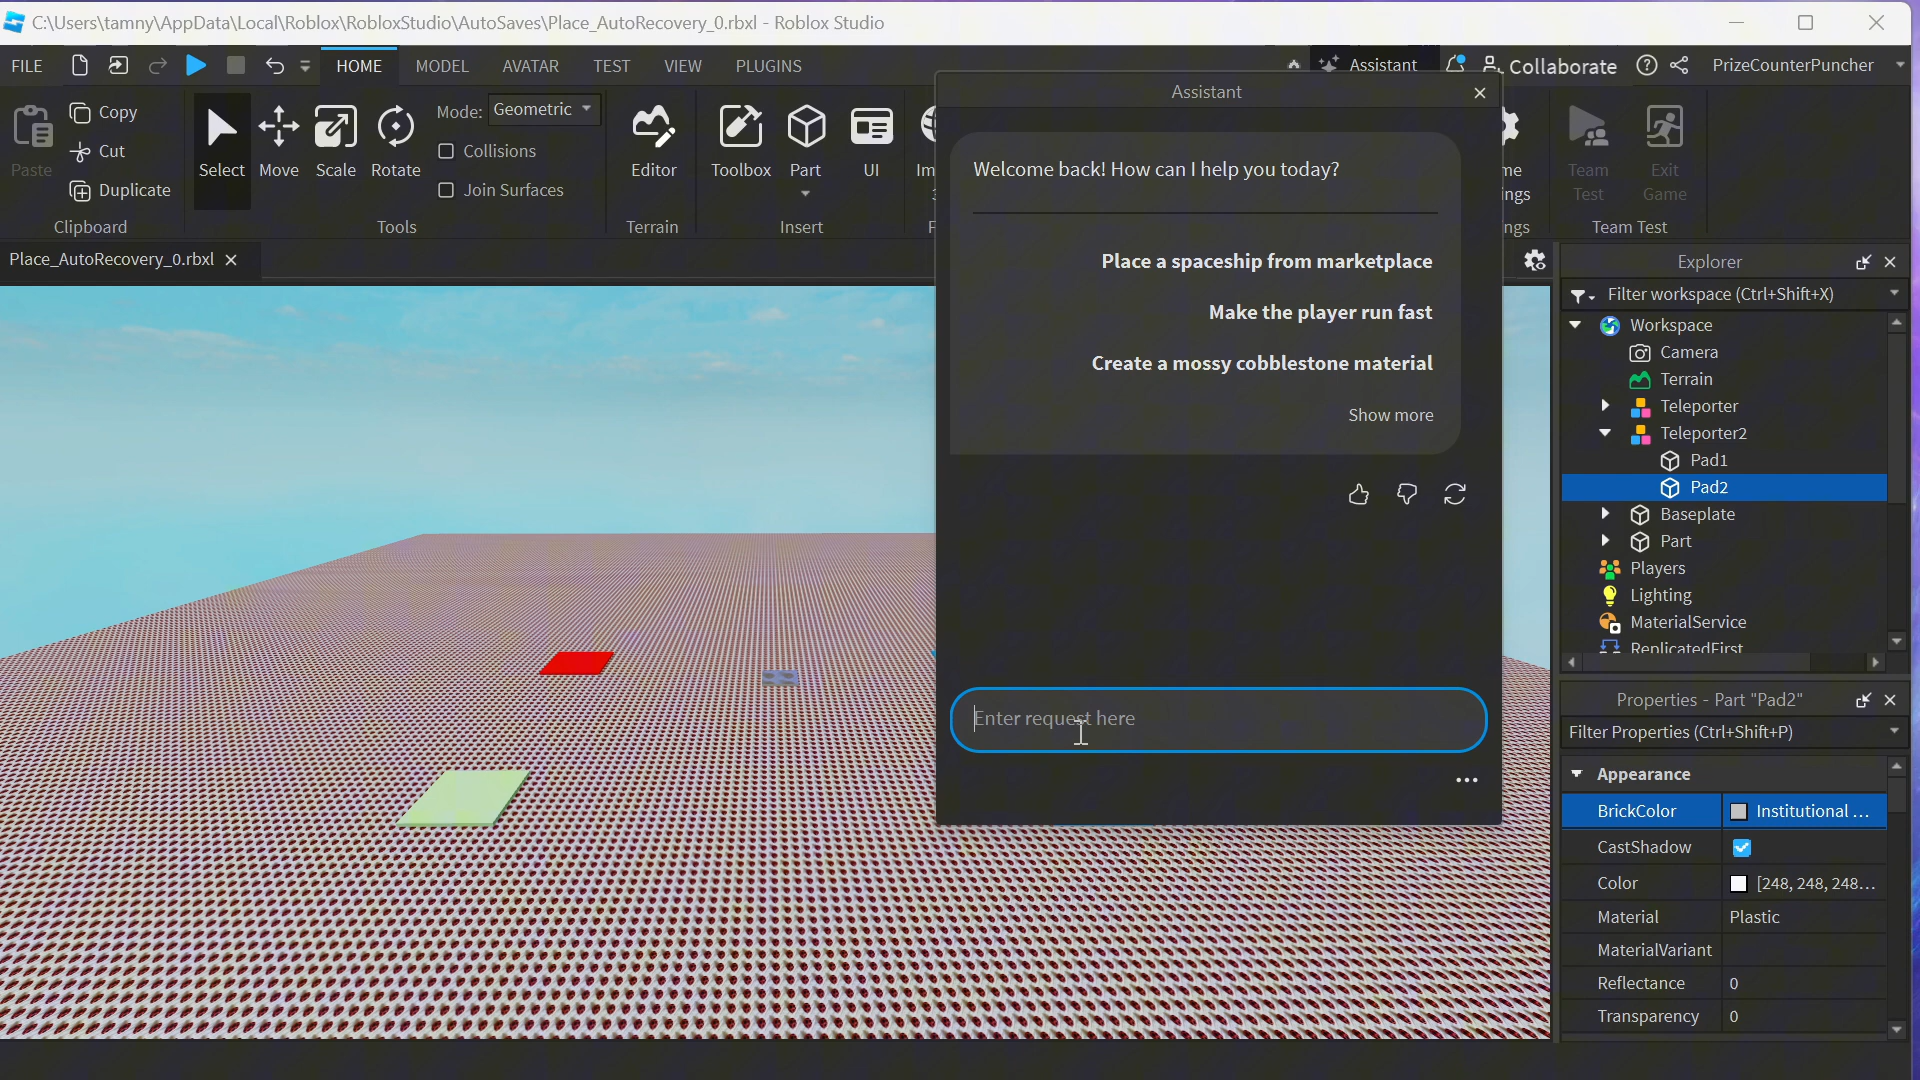 C:\Users\tamny\AppData\Local\Roblox\RobloxStudio\AutoSaves\Place_AutoRecovery_0.rbxl - Roblox Studio
FILE HOME MODEL AVATAR TEST VIEW PLUGINS Assistant Collaborate PrizeCounterPuncher
Paste
Copy
Cut
Duplicate
Clipboard
Select Move Scale Rotate
Mode: Geometric
Collisions
Join Surfaces
Tools
Editor
Terrain
Toolbox Part UI
Insert
Team Test
Exit Game
Team Test
Place_AutoRecovery_0.rbxl
Assistant
Welcome back! How can I help you today?
Place a spaceship from marketplace
Make the player run fast
Create a mossy cobblestone material
Show more
Enter request here
...
Explorer
Filter workspace (Ctrl+Shift+X)
Workspace
Camera
Terrain
Teleporter
Teleporter2
Pad1
Pad2
Baseplate
Part
Players
Lighting
MaterialService
ReplicatedFirst
Properties - Part "Pad2"
Filter Properties (Ctrl+Shift+P)
Appearance
BrickColor Institutional ...
CastShadow
Color [248, 248, 248...
Material Plastic
MaterialVariant
Reflectance 0
Transparency 0